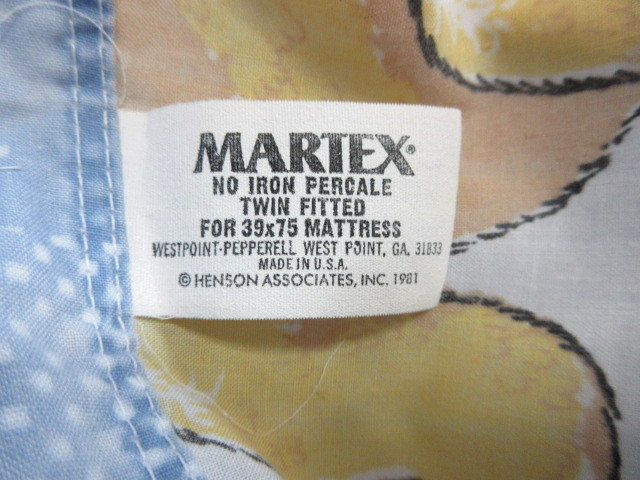 MARTEX®
NO IRON PERCALE
TWIN FITTED
FOR 39x75 MATTRESS
WESTPOINT-PEPPERELL WEST POINT, GA. 31833
MADE IN U.S.A.
© HENSON ASSOCIATES, INC. 1981